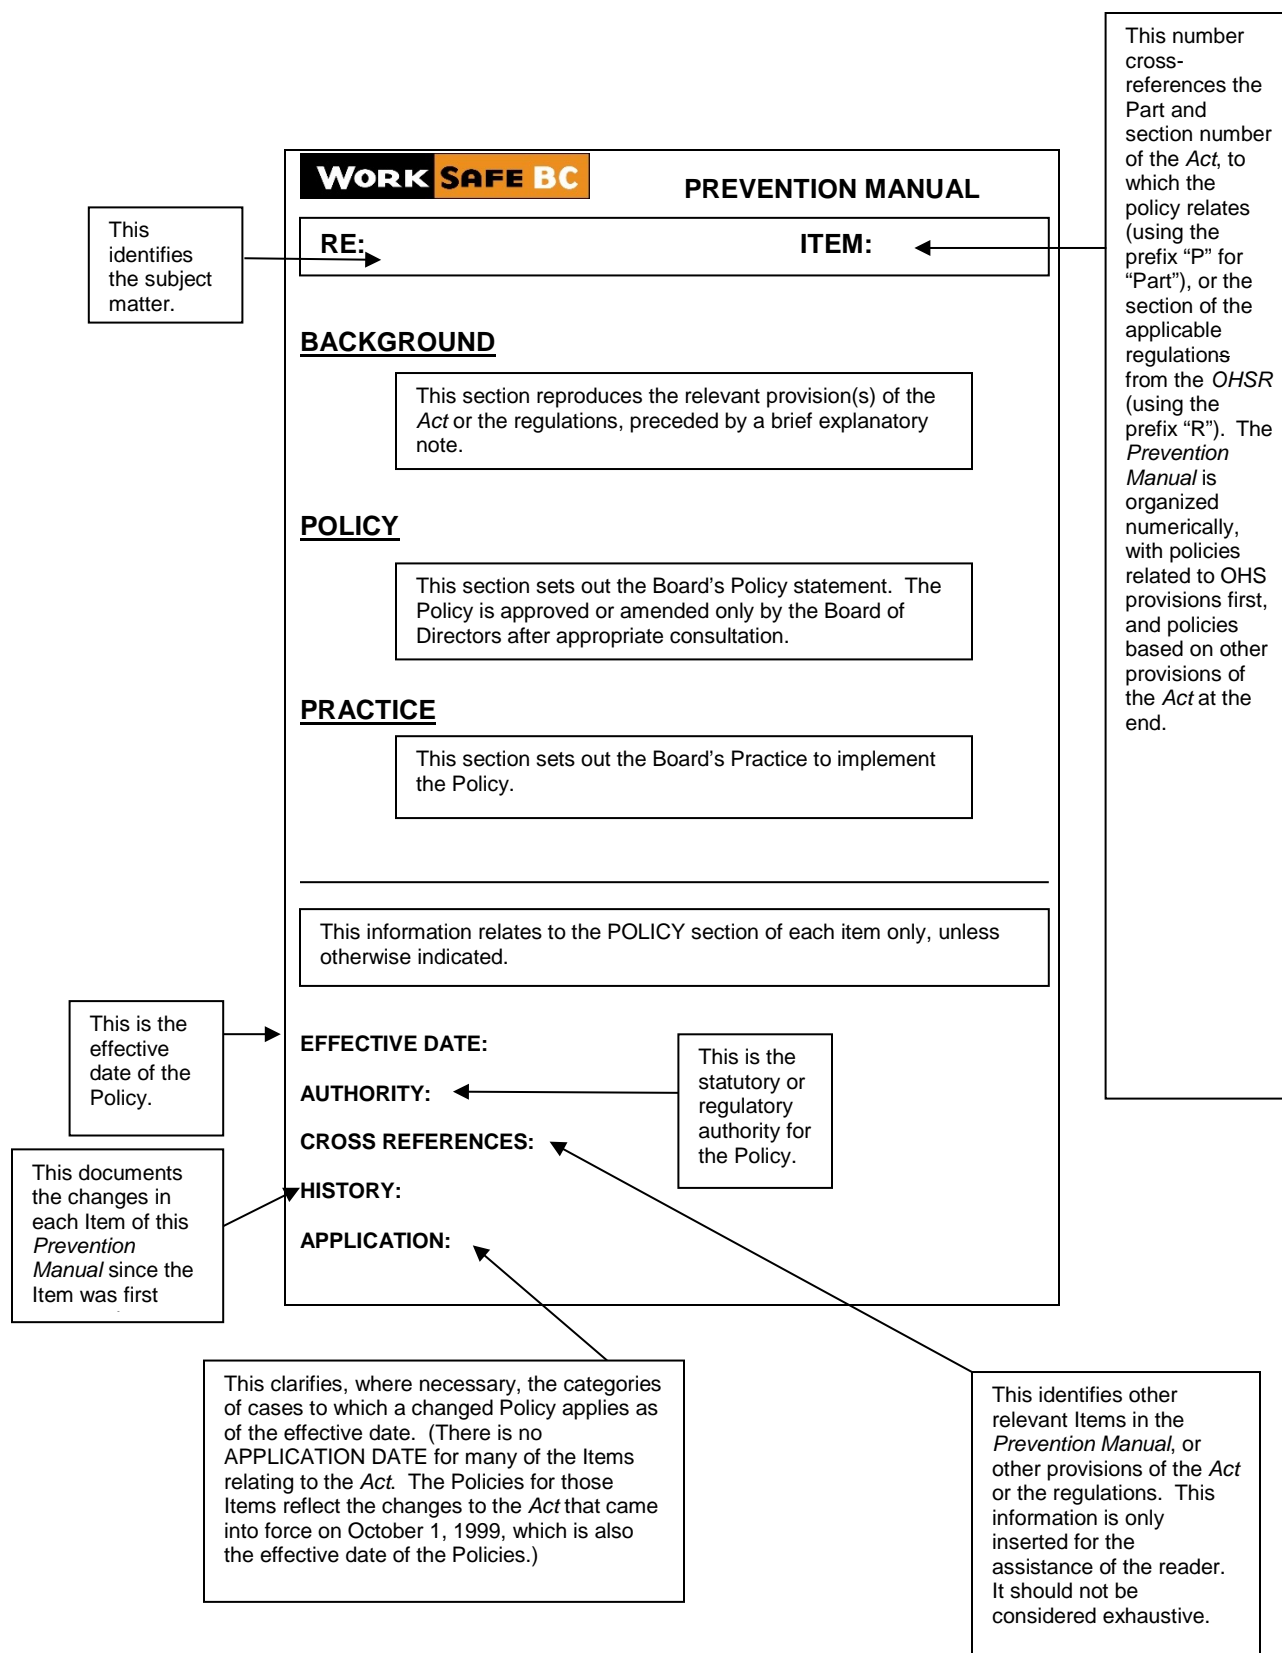 This number
cross-
references the
Part and
section number
of the Act, to
which the
policy relates
(using the
prefix “P” for
“Part”), or the
section of the
applicable
regulations
from the OHSR
(using the
prefix “R”). The
Prevention
Manual is
organized
numerically,
with policies
related to OHS
provisions first,
and policies
based on other
provisions of
the Act at the
end.
WORK SAFE BC
PREVENTION MANUAL
This
identifies
the subject
matter.
RE: ITEM:
BACKGROUND
This section reproduces the relevant provision(s) of the
Act or the regulations, preceded by a brief explanatory
note.
POLICY
This section sets out the Board’s Policy statement. The
Policy is approved or amended only by the Board of
Directors after appropriate consultation.
PRACTICE
This section sets out the Board’s Practice to implement
the Policy.
This information relates to the POLICY section of each item only, unless
otherwise indicated.
This is the
effective
date of the
Policy.
EFFECTIVE DATE:
AUTHORITY:
This is the
statutory or
regulatory
authority for
the Policy.
CROSS REFERENCES:
This documents
the changes in
each Item of this
Prevention
Manual since the
Item was first
HISTORY:
APPLICATION:
This clarifies, where necessary, the categories
of cases to which a changed Policy applies as
of the effective date. (There is no
APPLICATION DATE for many of the Items
relating to the Act. The Policies for those
Items reflect the changes to the Act that came
into force on October 1, 1999, which is also
the effective date of the Policies.)
This identifies other
relevant Items in the
Prevention Manual, or
other provisions of the Act
or the regulations. This
information is only
inserted for the
assistance of the reader.
It should not be
considered exhaustive.